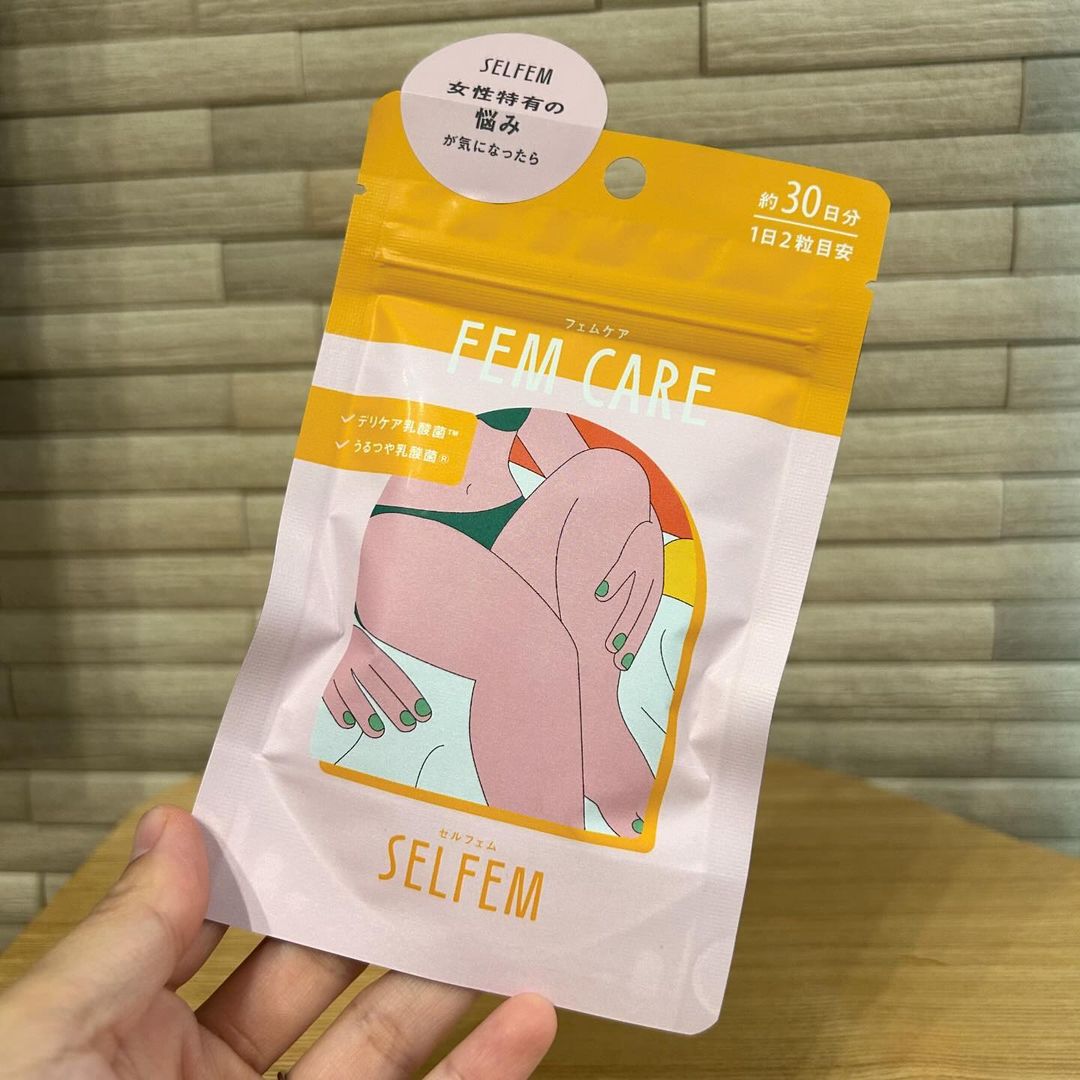 SELFEM
女性特有の
悩み
が気になったら
約30日分
1日2粒目安
フェムケア
FEM CARE
デリケア乳酸菌™
うるつや乳酸菌®
セルフェム
SELFEM